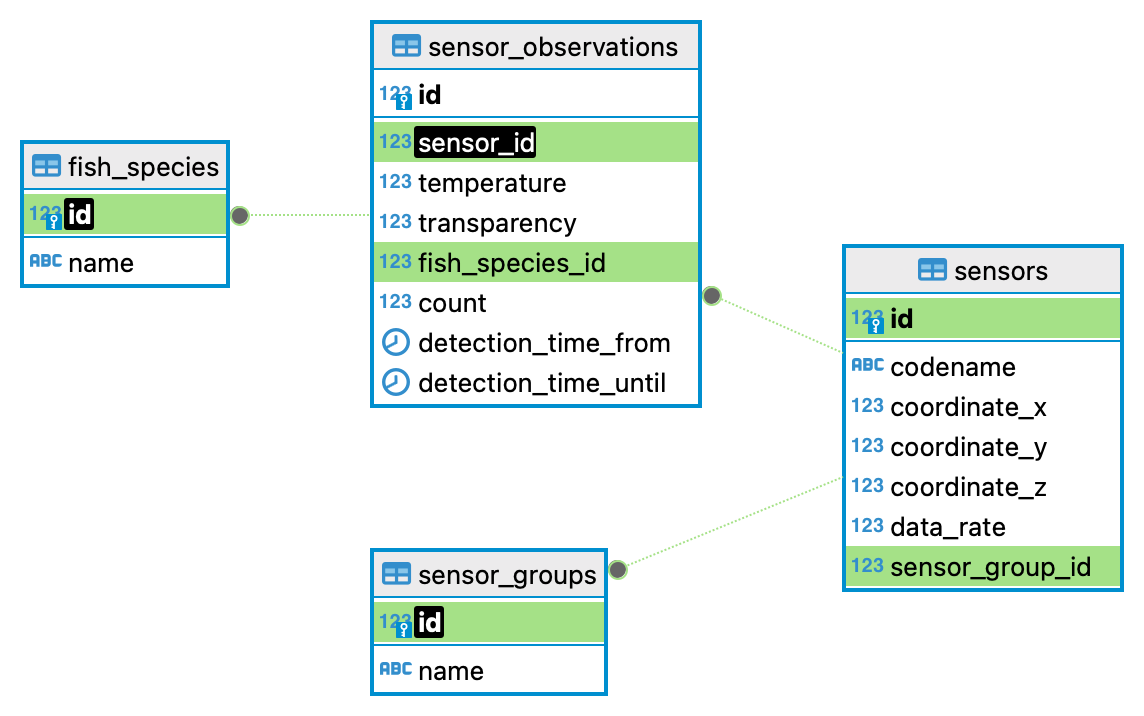 sensor_observations
123 id
123 sensor_id
123 temperature
123 transparency
123 fish_species_id
123 count
detection_time_from
detection_time_until
fish_species
123 id
ABC name
sensors
123 id
ABC codename
123 coordinate_x
123 coordinate_y
123 coordinate_z
123 data_rate
123 sensor_group_id
sensor_groups
123 id
ABC name